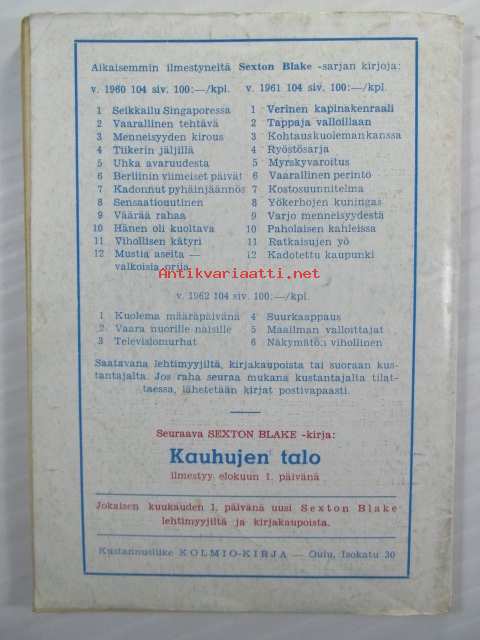 Aikaisemmin ilmestyneitä Sexton Blake -sarjan kirjoja:
v. 1960 104 siv. 100:—/kpl.
1 Seikkailu Singaporessa
2 Vaarallinen tehtävä
3 Menneisyyden kirous
4 Tiikerin jäljillä
5 Uhka avaruudesta
6 Berliinin viimeiset päivät
7 Kadonnut pyhäinjäännös
8 Sensaatiouutinen
9 Väärää rahaa
10 Hänen oli kuoltava
11 Vihollisen kätyri
12 Mustia aseita —
valkoisia orjia
v. 1961 104 siv. 100:—/kpl.
1 Verinen kapinakenraali
2 Tappaja valloillaan
3 Kohtauskuolemankanssa
4 Ryöstösarja
5 Myrskyvaroitus
6 Vaarallinen perintö
7 Kostosuunnitelma
8 Yökerhojen kuningas
9 Varjo menneisyydestä
10 Paholaisen kahleissa
11 Ratkaisujen yö
12 Kadotettu kaupunki
Antikvariaatti.net
v. 1962 104 siv. 100:—/kpl.
1 Kuolema määräpäivänä
2 Vaara nuorille naisille
3 Televisiomurhat
4 Suurkaappaus
5 Maailman valloittajat
6 Näkymätön vihollinen
Saatavana lehtimyyjiltä, kirjakaupoista tai suoraan kus-
tantajalta. Jos raha seuraa mukana kustantajalta tilat-
taessa, lähetetään kirjat postivapaasti.
Seuraava SEXTON BLAKE -kirja:
Kauhujen talo
ilmestyy elokuun 1. päivänä
Jokaisen kuukauden 1. päivänä uusi Sexton Blake
lehtimyyjiltä ja kirjakaupoista.
Kustannusliike KOLMIO-KIRJA — Oulu, Isokatu 30